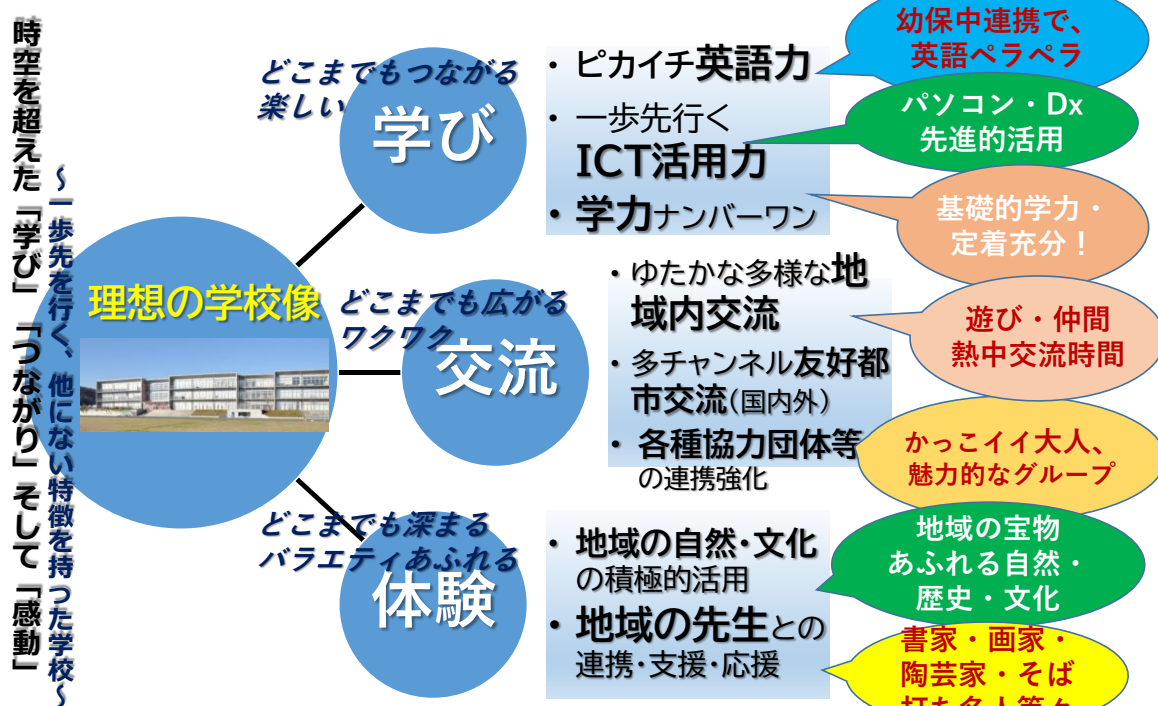 時空を超えた「学び」「つながり」そして「感動」
～一歩先を行く、他にない特徴を持った学校～
理想の学校像
どこまでもつながる
楽しい
学び
・ピカイチ英語力
・一歩先行く
ICT活用力
・学力ナンバーワン
幼保中連携で、
英語ペラペラ
パソコン・Dx
先進的活用
基礎的学力・
定着充分！
どこまでも広がる
ワクワク
交流
・ゆたかな多様な地
域内交流
・多チャンネル友好都
市交流(国内外)
・各種協力団体等
の連携強化
遊び・仲間
熱中交流時間
かっこイイ大人、
魅力的なグループ
どこまでも深まる
バラエティあふれる
体験
・地域の自然・文化
の積極的活用
・地域の先生との
連携・支援・応援
地域の宝物
あふれる自然・
歴史・文化
書家・画家・
陶芸家・そば
打ち名人等々